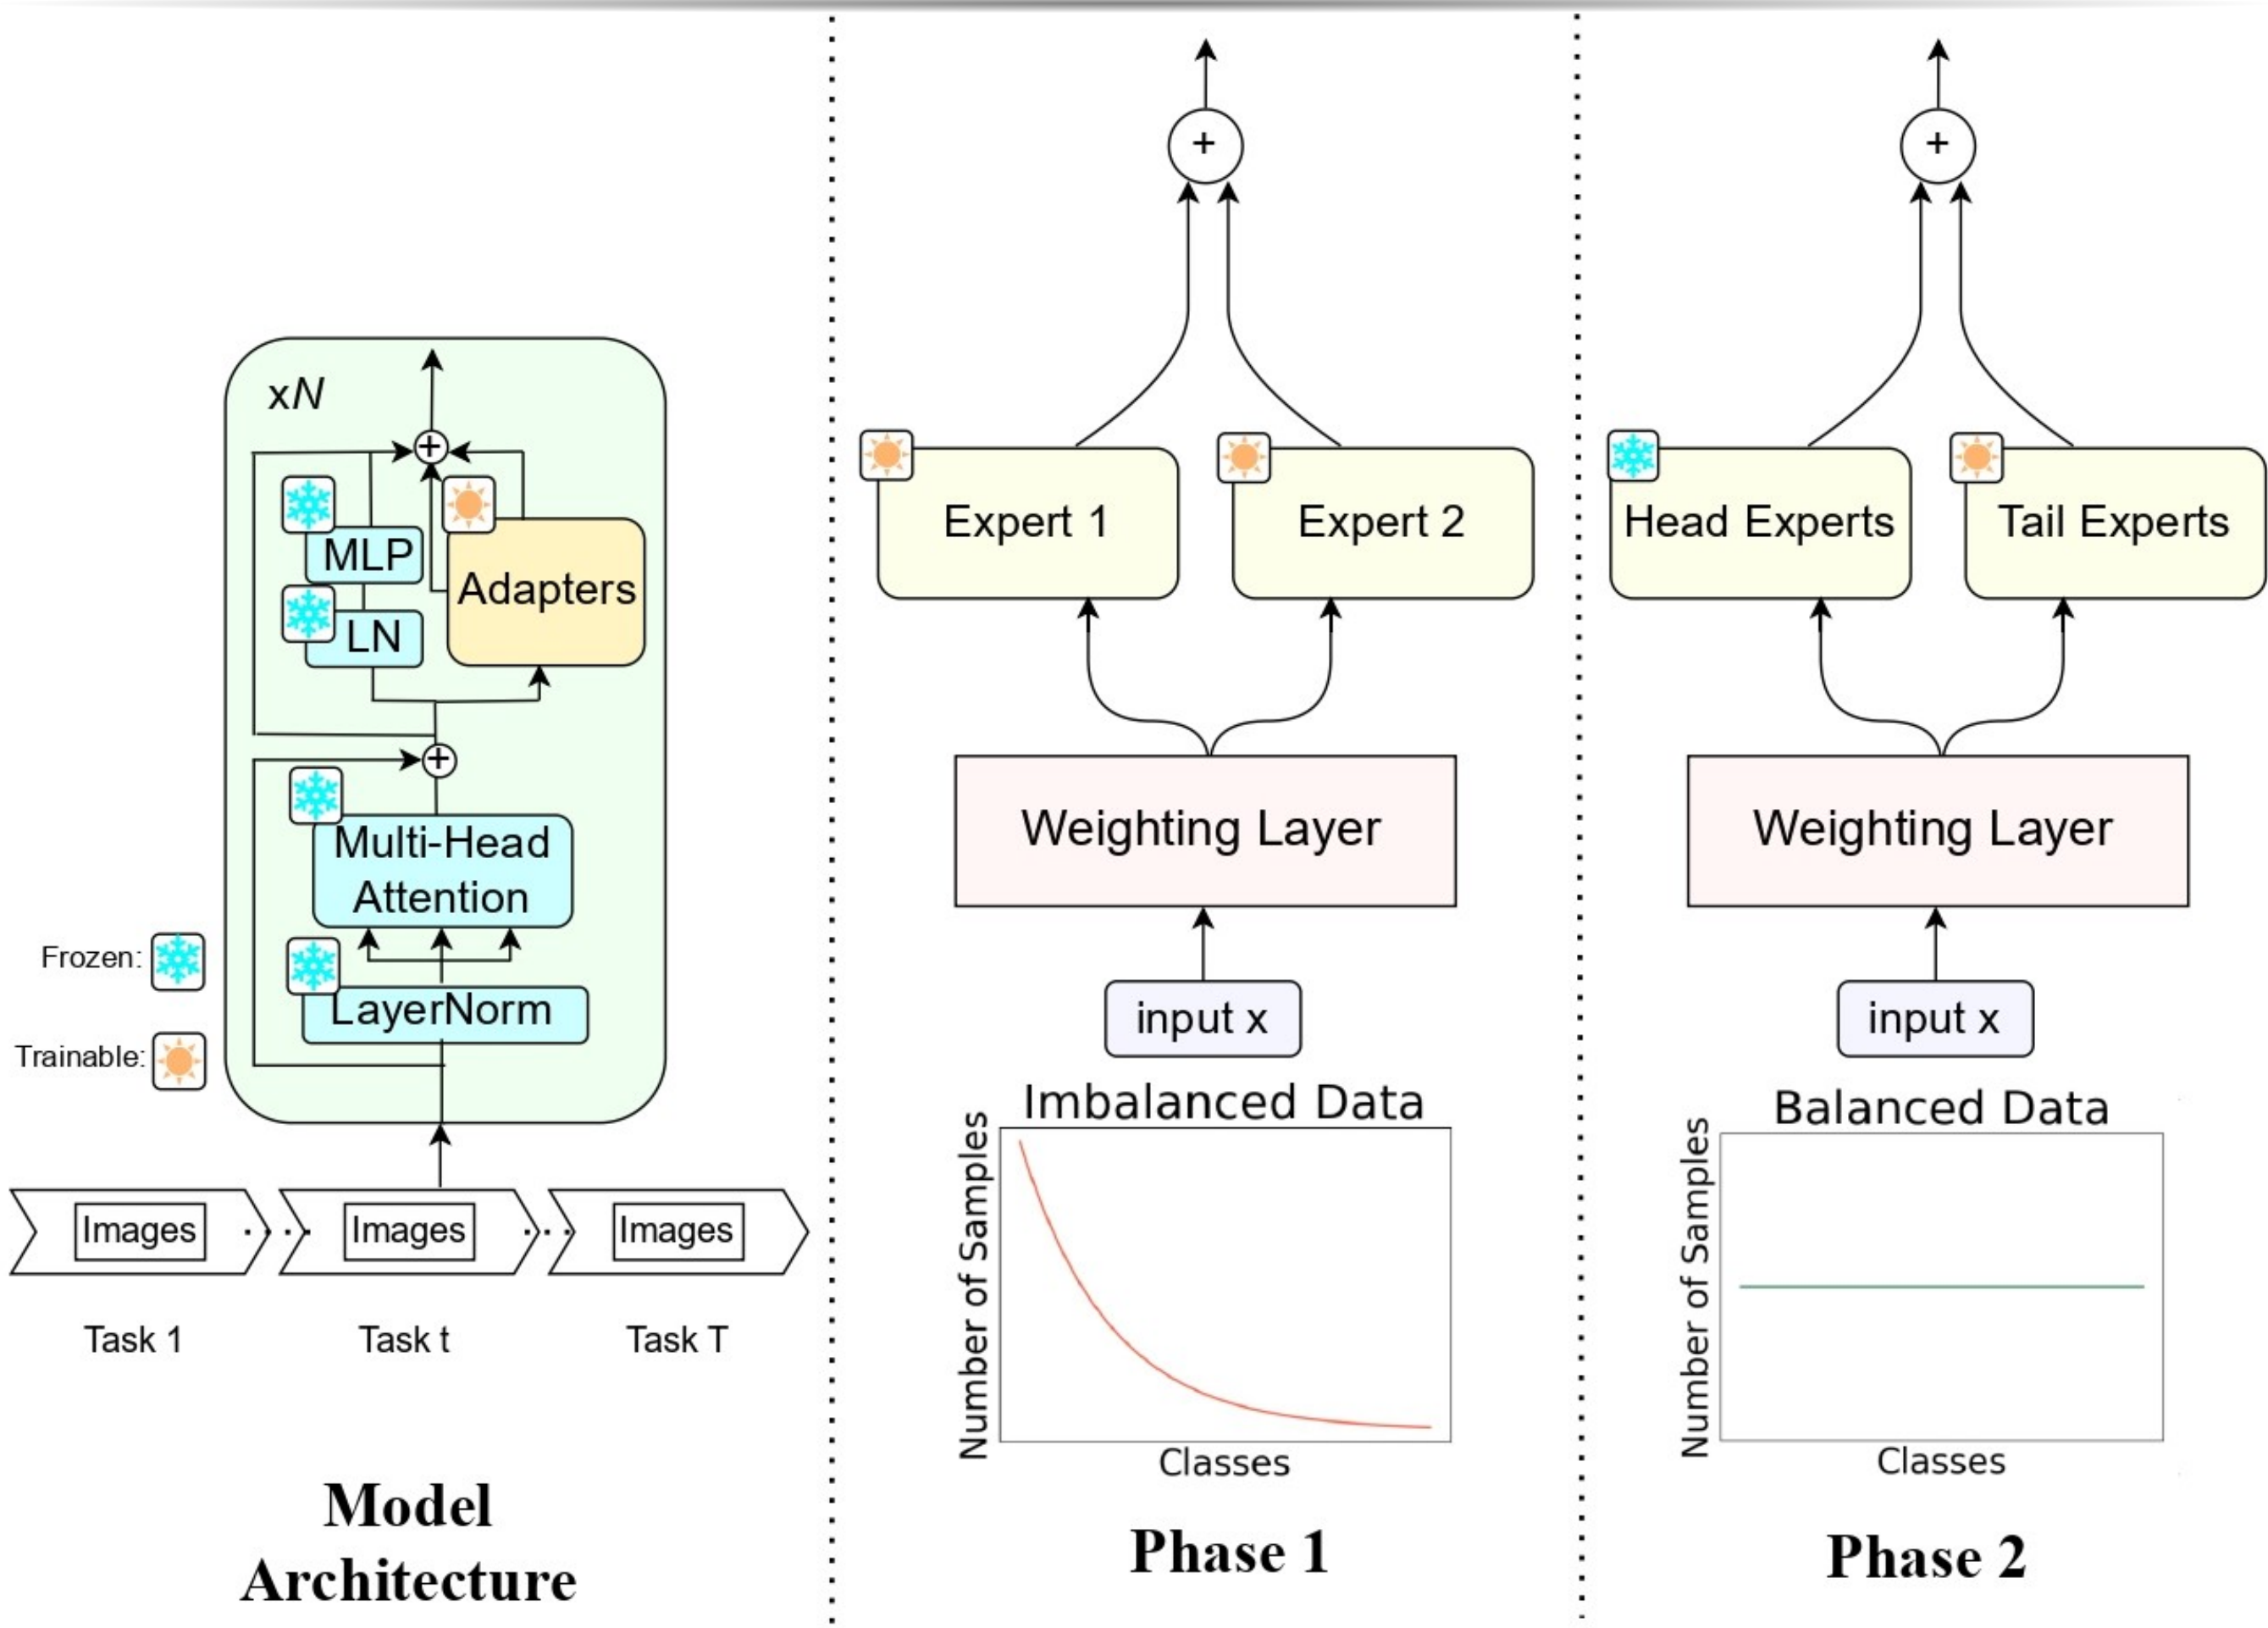 xN
+
MLP
LN
Adapters
+
Multi-Head
Attention
LayerNorm
Frozen:
Trainable:
Images
Images
Images
Task 1
Task t
Task T
Model
Architecture
+
Expert 1
Expert 2
Weighting Layer
input x
Imbalanced Data
Number of Samples
Classes
Phase 1
+
Head Experts
Tail Experts
Weighting Layer
input x
Balanced Data
Number of Samples
Classes
Phase 2